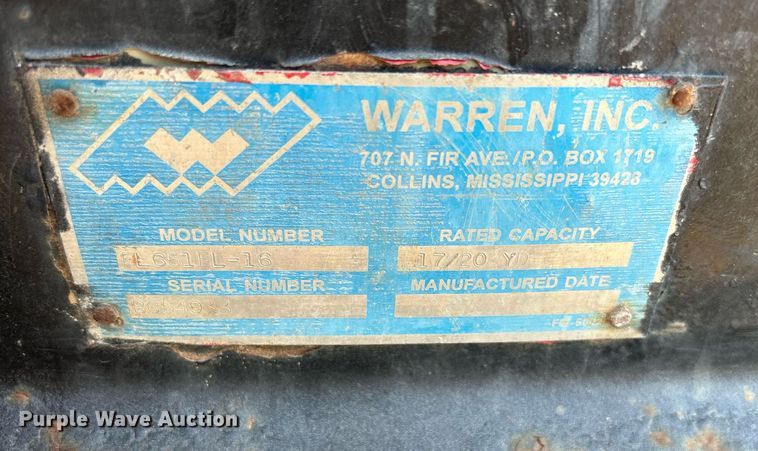 W
WARREN, INC.
707 N. FIR AVE./P.O. BOX 1719
COLLINS, MISSISSIPPI 39428
MODEL NUMBER
RATED CAPACITY
17/20 YD
SERIAL NUMBER
MANUFACTURED DATE
Purple Wave Auction